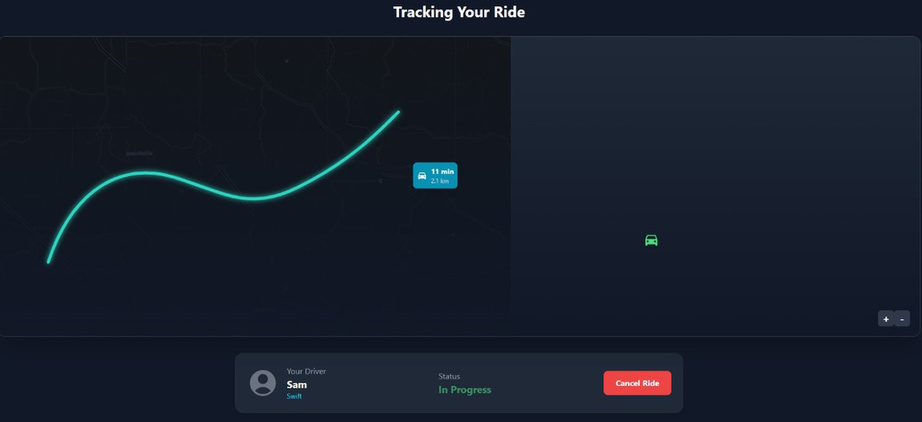 Tracking Your Ride
11 min
2.1 km
+ -
Your Driver
Sam
Swift
Status
In Progress
Cancel Ride